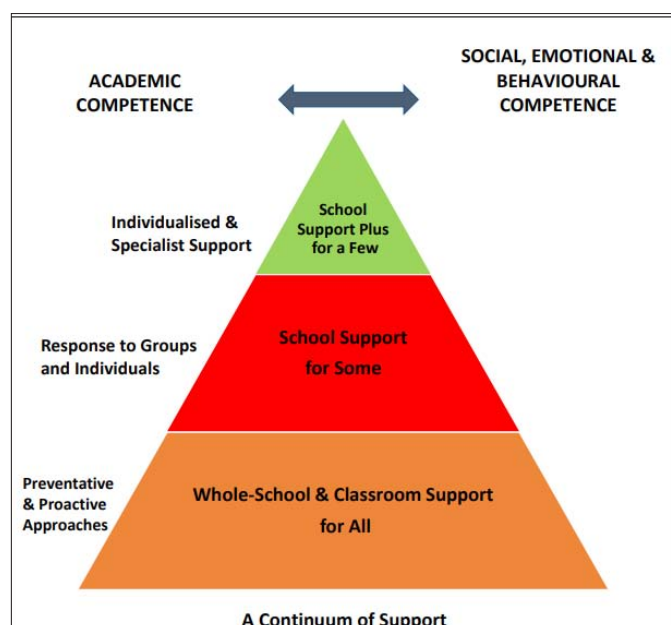 ACADEMIC
COMPETENCE
SOCIAL, EMOTIONAL &
BEHAVIOURAL
COMPETENCE
Individualised &
Specialist Support
School
Support Plus
for a Few
Response to Groups
and Individuals
School Support
for Some
Preventative
& Proactive
Approaches
Whole-School & Classroom Support
for All
A Continuum of Support